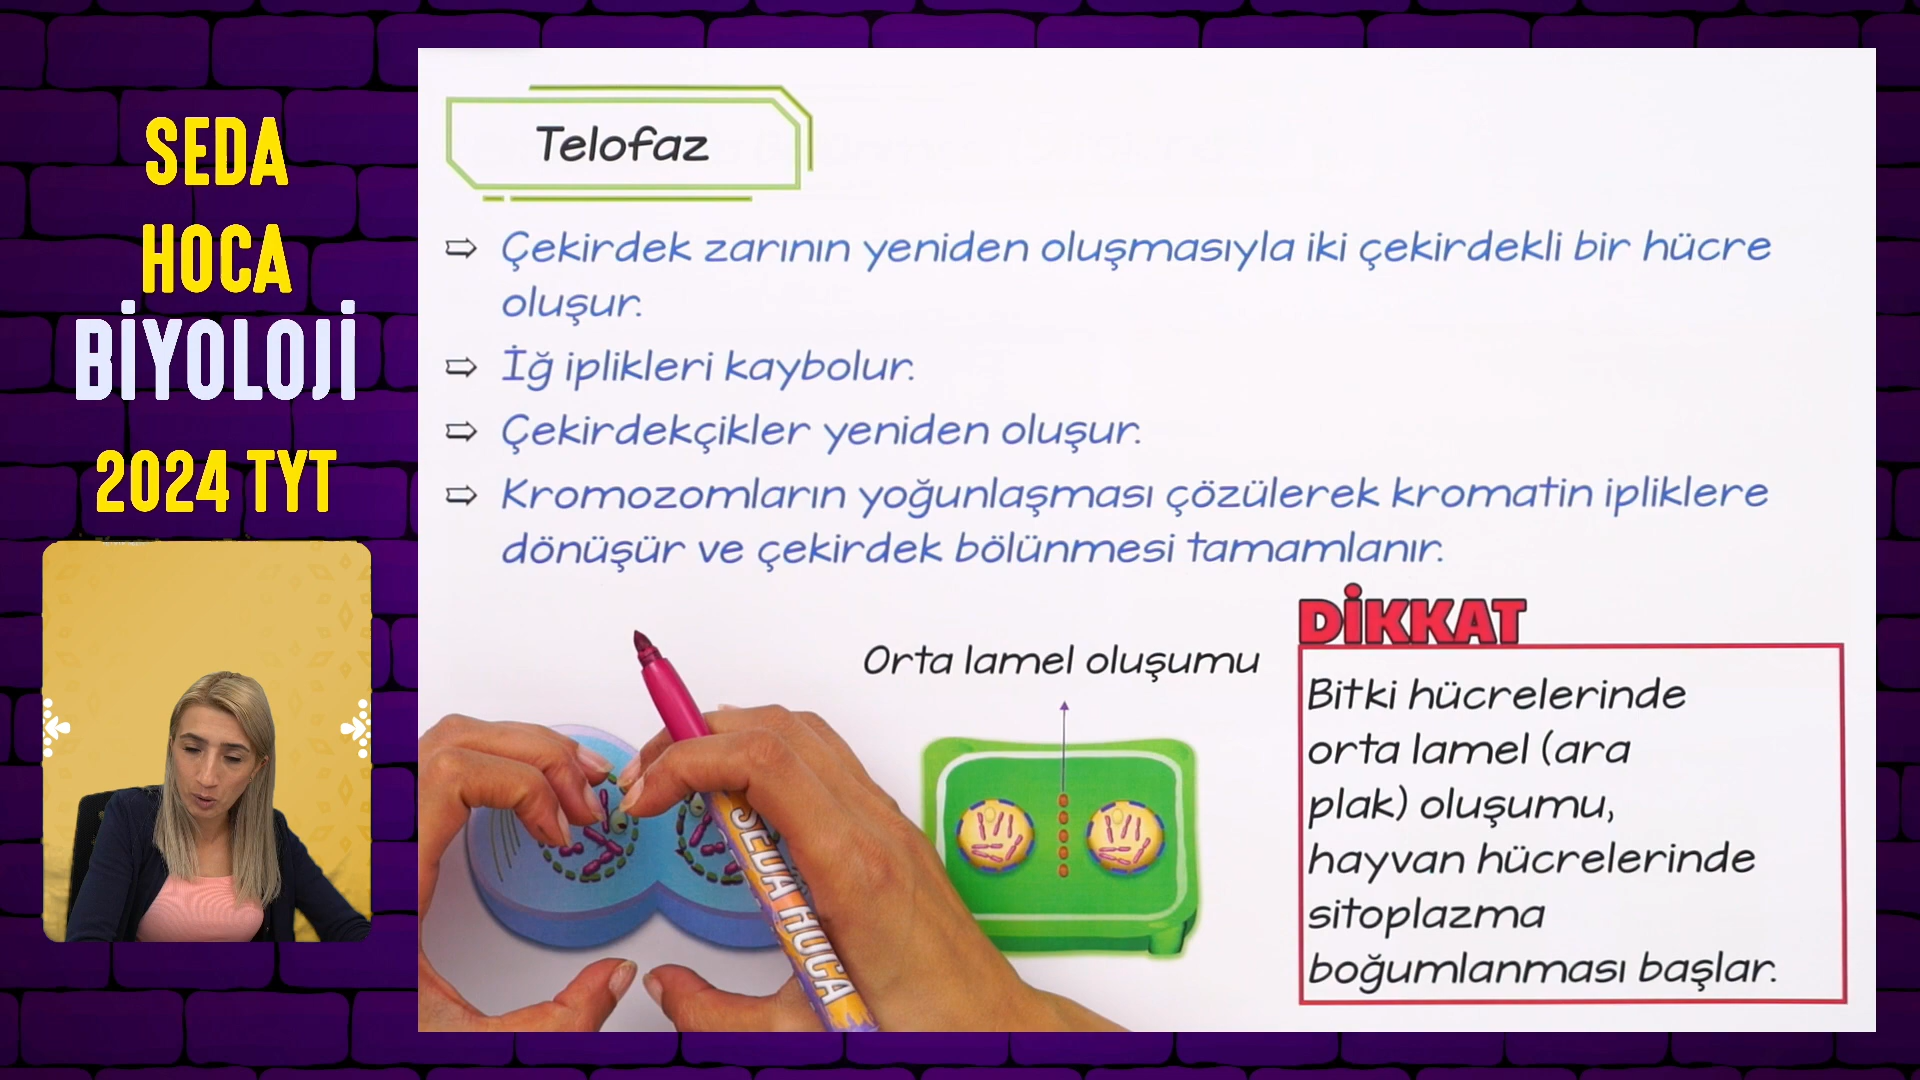 SEDA
HOCA
BİYOLOJİ
2024 TYT
Telofaz
⇨ Çekirdek zarının yeniden oluşmasıyla iki çekirdekli bir hücre
oluşur.
⇨ İğ iplikleri kaybolur.
⇨ Çekirdekçikler yeniden oluşur.
⇨ Kromozomların yoğunlaşması çözülerek kromatin ipliklere
dönüşür ve çekirdek bölünmesi tamamlanır.
Orta lamel oluşumu
DİKKAT
Bitki hücrelerinde
orta lamel (ara
plak) oluşumu,
hayvan hücrelerinde
sitoplazma
boğumlanması başlar.
SEDA HOCA